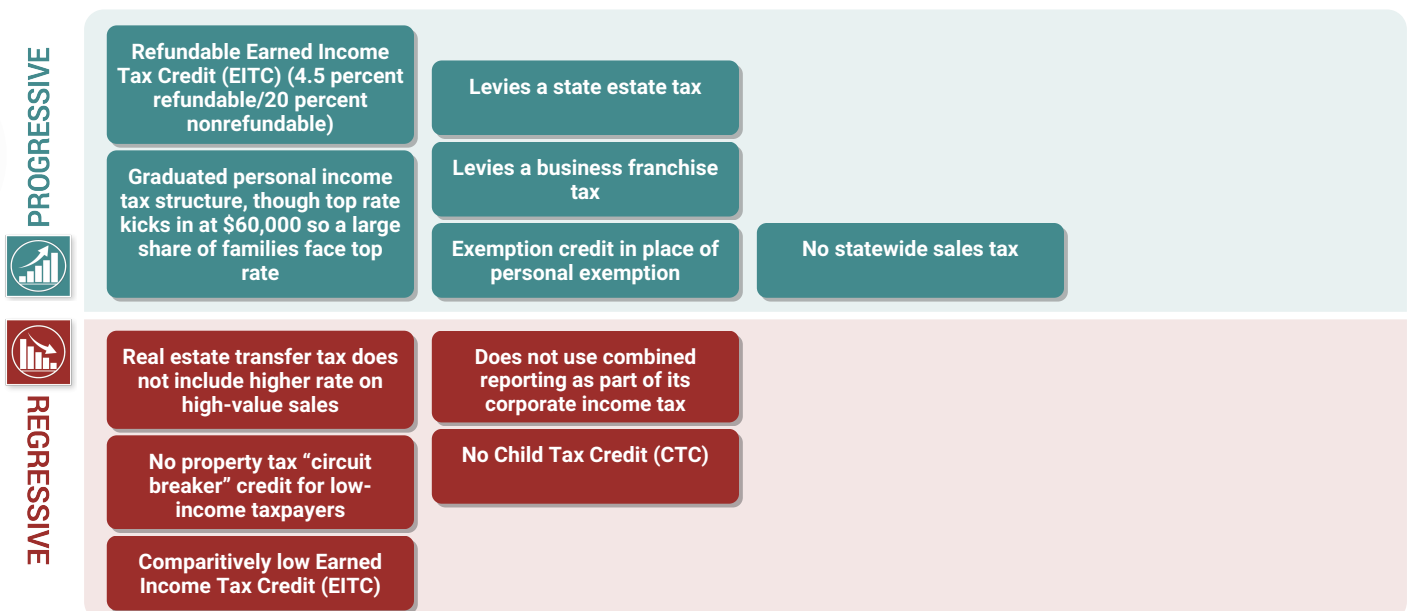 PROGRESSIVE
Refundable Earned Income
Tax Credit (EITC) (4.5 percent
refundable/20 percent
nonrefundable)
Graduated personal income
tax structure, though top rate
kicks in at $60,000 so a large
share of families face top
rate
Levies a state estate tax
Levies a business franchise
tax
Exemption credit in place of
personal exemption
No statewide sales tax
REGRESSIVE
Real estate transfer tax does
not include higher rate on
high-value sales
No property tax “circuit
breaker” credit for low-
income taxpayers
Comparitively low Earned
Income Tax Credit (EITC)
Does not use combined
reporting as part of its
corporate income tax
No Child Tax Credit (CTC)